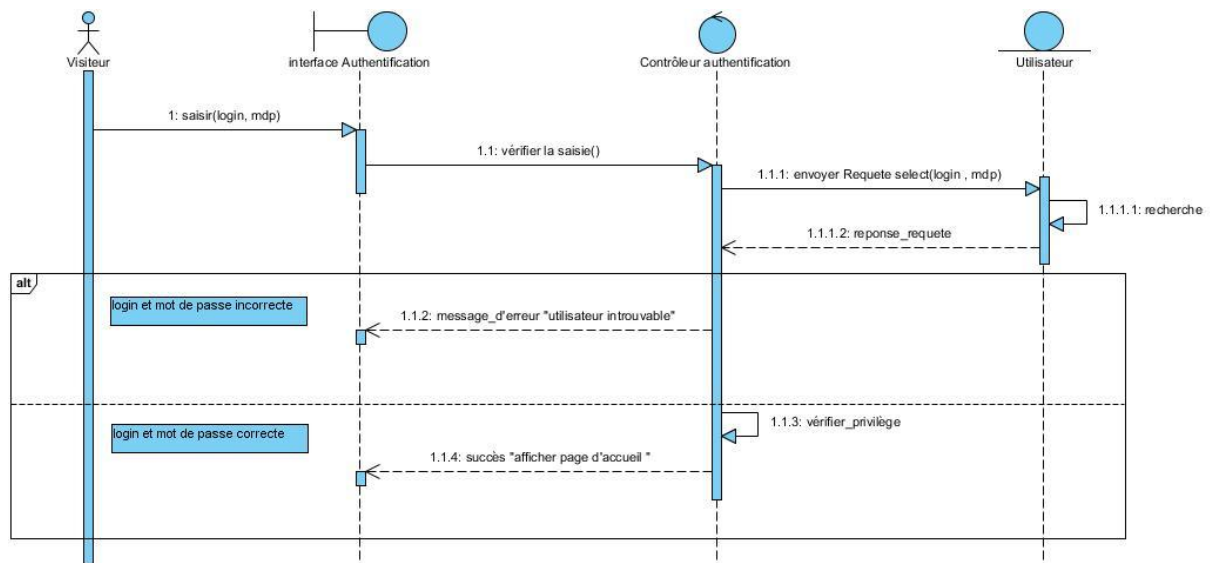 Visiteur
interface Authentification
Contrôleur authentification
Utilisateur
1: saisir(login, mdp)
1.1: vérifier la saisie()
1.1.1: envoyer Requete select(login , mdp)
1.1.1.1: recherche
1.1.1.2: reponse_requete
alt
login et mot de passe incorrecte
1.1.2: message_d'erreur "utilisateur introuvable"
login et mot de passe correcte
1.1.3: vérifier_privilège
1.1.4: succès "afficher page d'accueil "